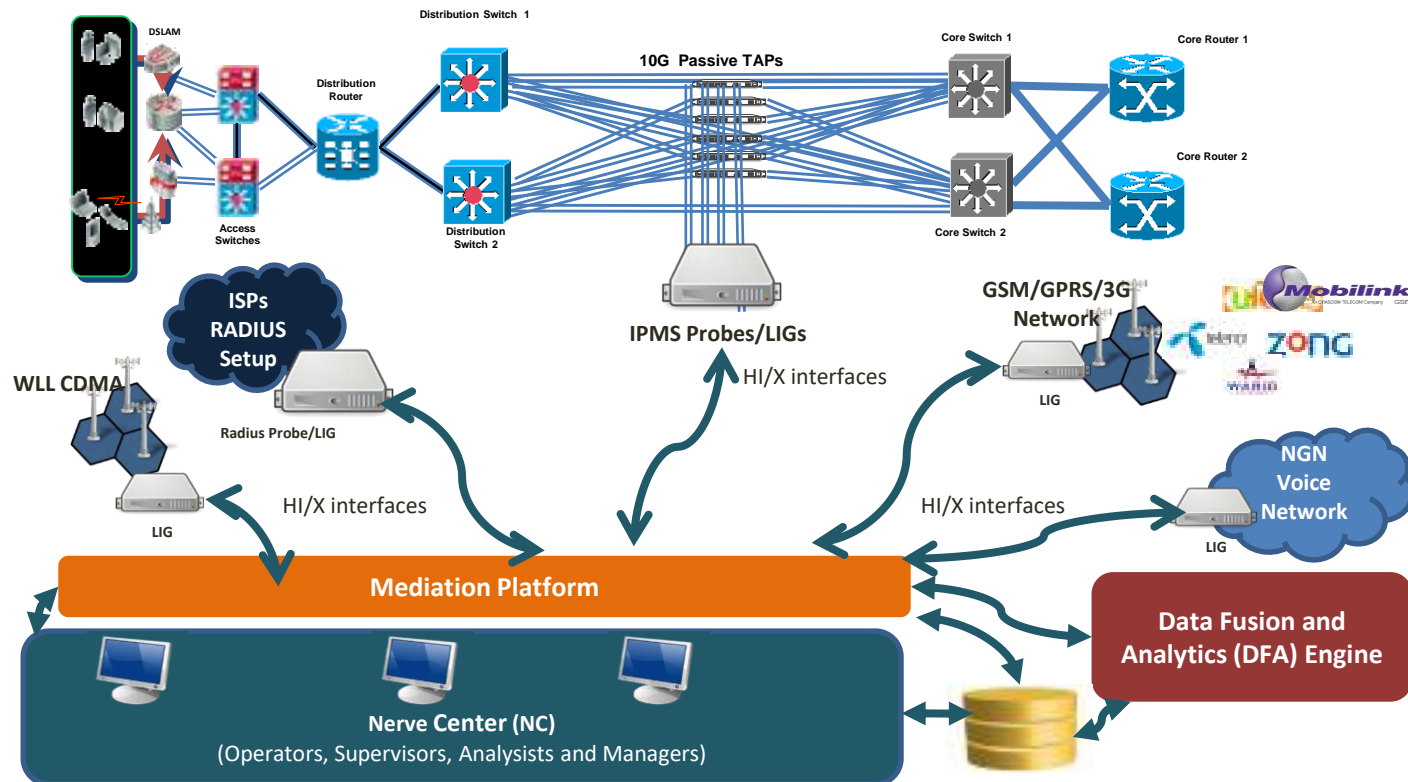 DSLAM
Distribution Switch 1
Core Switch 1
Core Router 1
10G Passive TAPs
Distribution
Router
Core Router 2
Access
Switches
Distribution
Switch 2
Core Switch 2
ISPs
RADIUS
Setup
IPMS Probes/LIGs
GSM/GPRS/3G
Network
Mobilink
ufone
telenor
ZONG
WARID
WLL CDMA
HI/X interfaces
LIG
Radius Probe/LIG
NGN
Voice
Network
HI/X interfaces
HI/X interfaces
LIG
LIG
Mediation Platform
Data Fusion and
Analytics (DFA) Engine
Nerve Center (NC)
(Operators, Supervisors, Analysists and Managers)